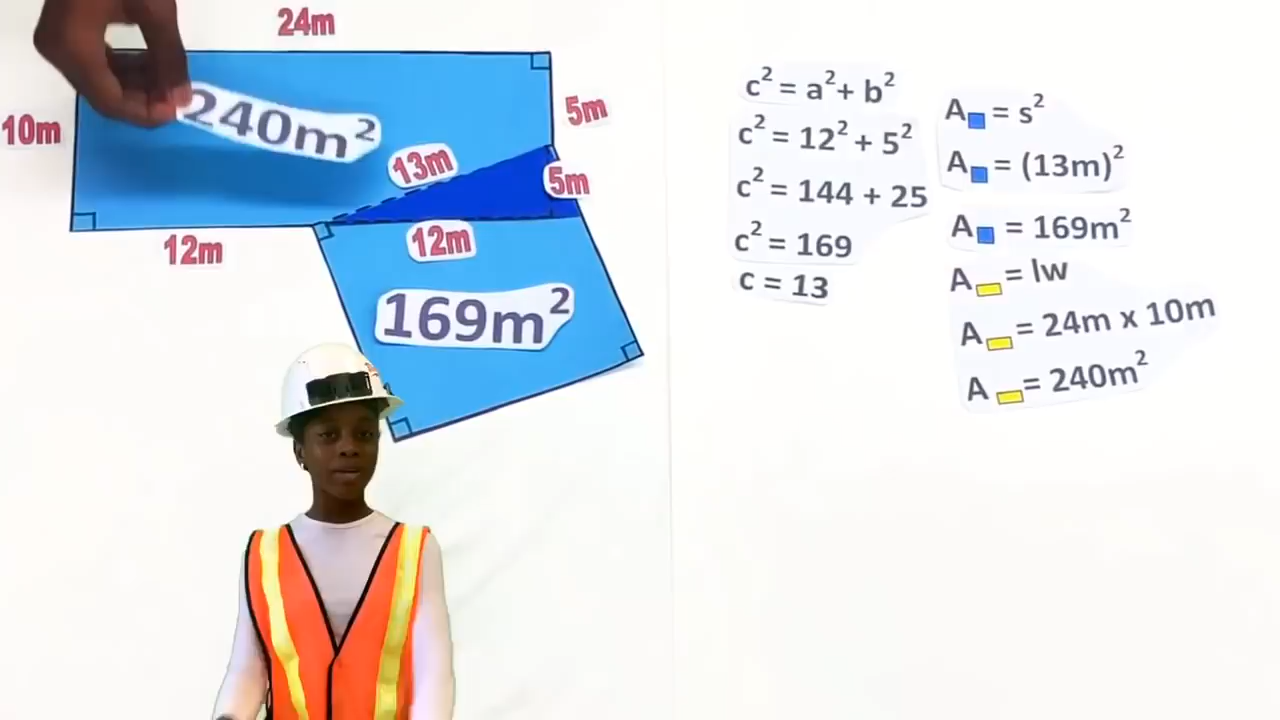 24m
10m
240m²
5m
13m
5m
12m
12m
169m²
c² = a² + b²
c² = 12² + 5²
c² = 144 + 25
c² = 169
c = 13
A = s²
A = (13m)²
A = 169m²
A = lw
A = 24m x 10m
A = 240m²